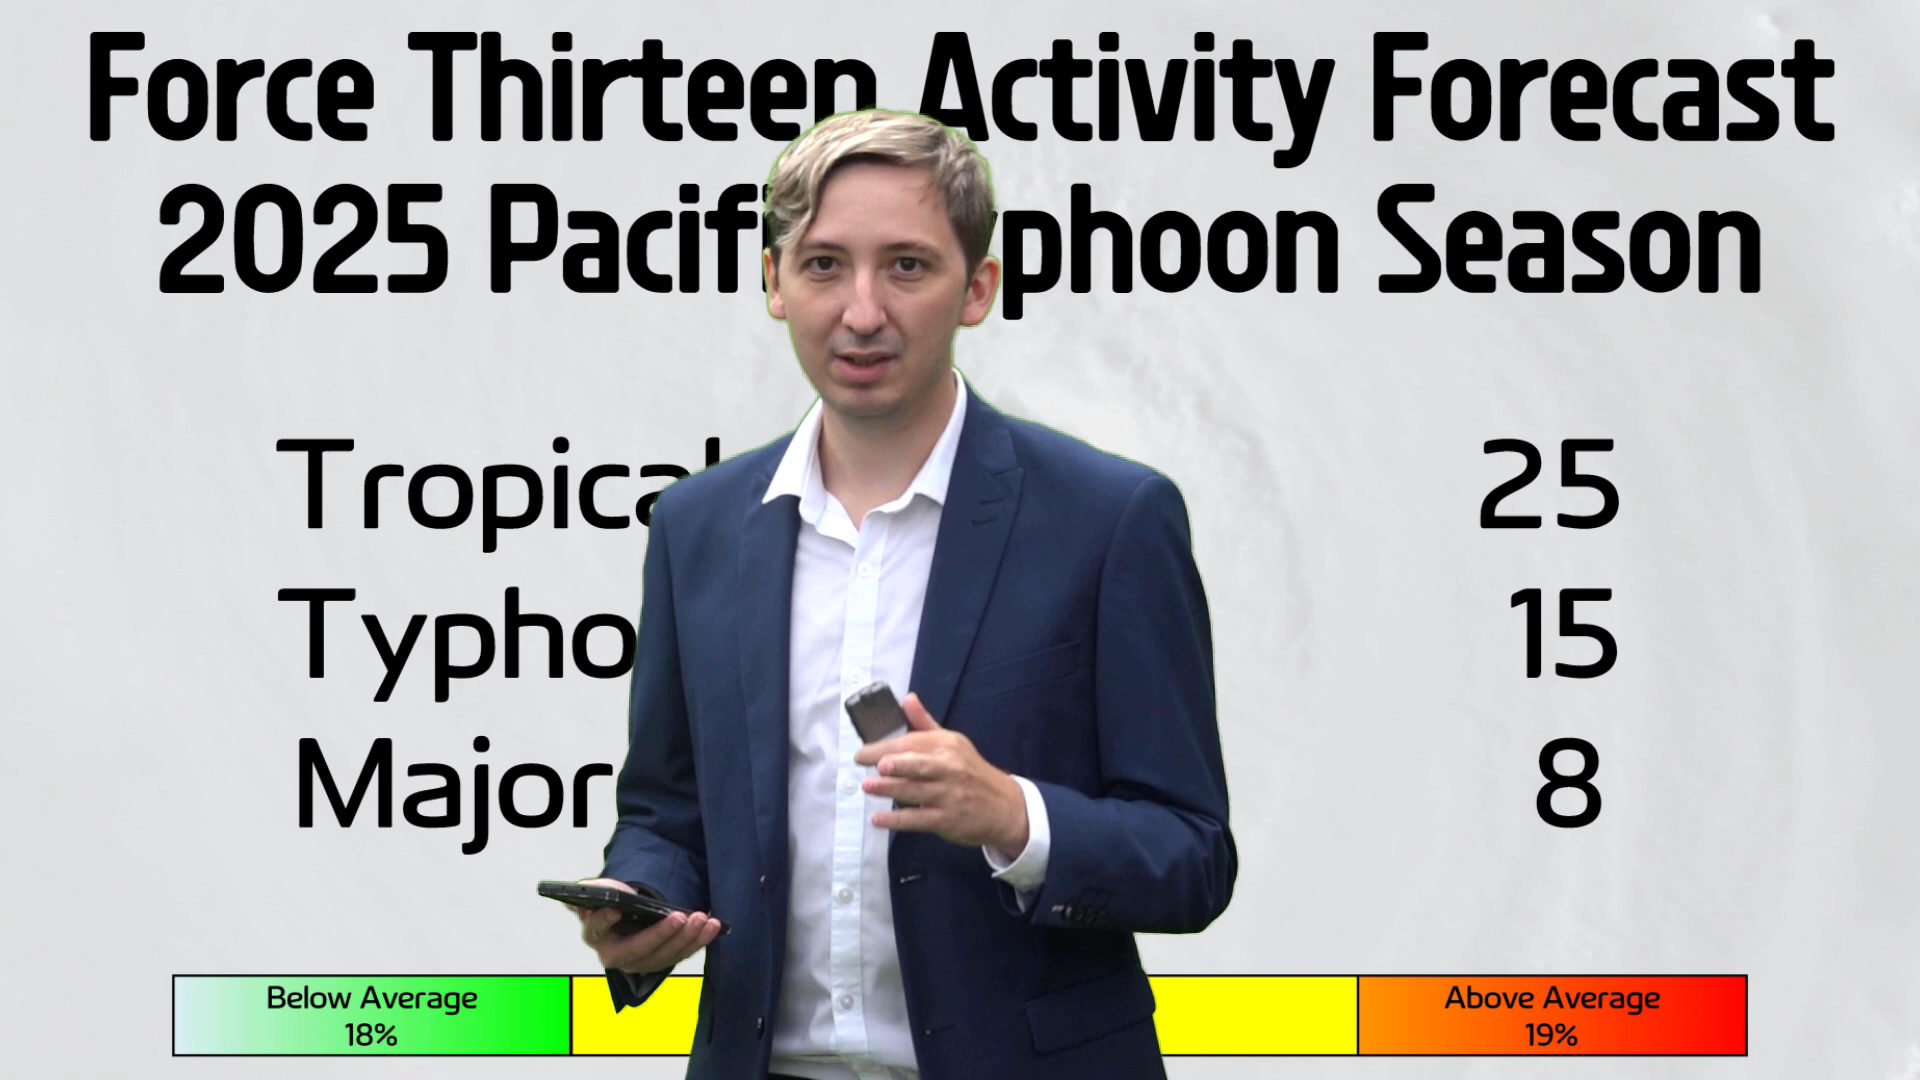 Force Thirteen Activity Forecast
2025 Pacific Typhoon Season
Tropical 25
Typho 15
Major 8
Below Average
18%
Above Average
19%